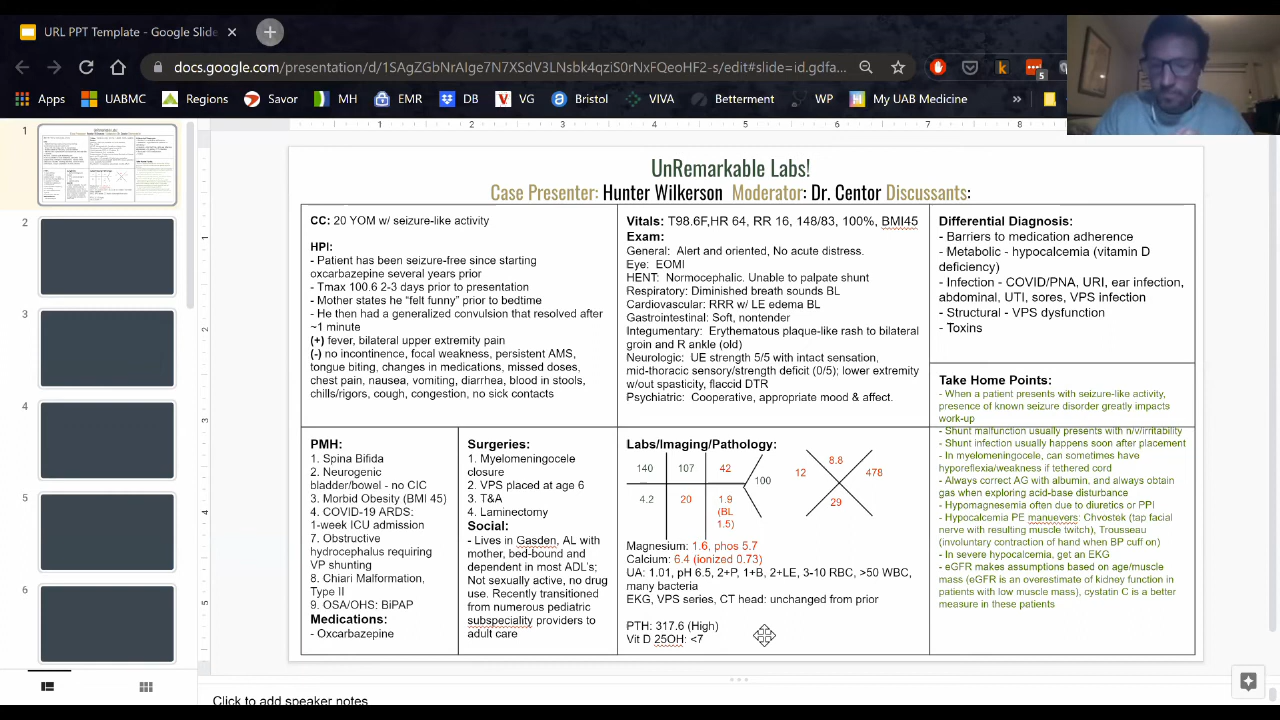 URL PPT Template - Google Slide
docs.google.com/presentation/d/1SAgZGbNrAIge7N7XSdV3LNsbk4gziS0rNxFQeoHF2-s/edit#slide=id.gdfa...
5
Apps
UABMC
Regions
Savor
MH
EMR
DB
VG
Bristol
VIVA
Betterment
WP
My UAB Medicine
»
1
2
3
4
5
6
1 2 3 4 5 6 7 8
1
2
3
4
5
UnRemarkable Labs!
Case Presenter: Hunter Wilkerson Moderator: Dr. Centor Discussants:
CC: 20 YOM w/ seizure-like activity
HPI:
- Patient has been seizure-free since starting
oxcarbazepine several years prior
- Tmax 100.6 2-3 days prior to presentation
- Mother states he “felt funny” prior to bedtime
- He then had a generalized convulsion that resolved after
~1 minute
(+) fever, bilateral upper extremity pain
(-) no incontinence, focal weakness, persistent AMS,
tongue biting, changes in medications, missed doses,
chest pain, nausea, vomiting, diarrhea, blood in stools,
chills/rigors, cough, congestion, no sick contacts
Vitals: T98.6F,HR 64, RR 16, 148/83, 100%, BMI45
Exam:
General: Alert and oriented, No acute distress.
Eye: EOMI
HENT: Normocephalic. Unable to palpate shunt
Respiratory: Diminished breath sounds BL
Cardiovascular: RRR w/ LE edema BL
Gastrointestinal: Soft, nontender
Integumentary: Erythematous plaque-like rash to bilateral
groin and R ankle (old)
Neurologic: UE strength 5/5 with intact sensation,
mid-thoracic sensory/strength deficit (0/5); lower extremity
w/out spasticity, flaccid DTR
Psychiatric: Cooperative, appropriate mood & affect.
Differential Diagnosis:
- Barriers to medication adherence
- Metabolic - hypocalcemia (vitamin D
deficiency)
- Infection - COVID/PNA, URI, ear infection,
abdominal, UTI, sores, VPS infection
- Structural - VPS dysfunction
- Toxins
Take Home Points:
- When a patient presents with seizure-like activity,
presence of known seizure disorder greatly impacts
work-up
- Shunt malfunction usually presents with n/v/irritability
- Shunt infection usually happens soon after placement
- In myelomeningocele, can sometimes have
hyporeflexia/weakness if tethered cord
- Always correct AG with albumin, and always obtain
gas when exploring acid-base disturbance
- Hypomagnesemia often due to diuretics or PPI
- Hypocalcemia PE manuevers: Chvostek (tap facial
nerve with resulting muscle twitch), Trousseau
(involuntary contraction of hand when BP cuff on)
- In severe hypocalcemia, get an EKG
- eGFR makes assumptions based on age/muscle
mass (eGFR is an overestimate of kidney function in
patients with low muscle mass), cystatin C is a better
measure in these patients
PMH:
1. Spina Bifida
2. Neurogenic
bladder/bowel - no CIC
3. Morbid Obesity (BMI 45)
4. COVID-19 ARDS:
1-week ICU admission
7. Obstructive
hydrocephalus requiring
VP shunting
8. Chiari Malformation,
Type II
9. OSA/OHS: BiPAP
Medications:
- Oxcarbazepine
Surgeries:
1. Myelomeningocele
closure
2. VPS placed at age 6
3. T&A
4. Laminectomy
Social:
- Lives in Gasden, AL with
mother, bed-bound and
dependent in most ADL's;
Not sexually active, no drug
use. Recently transitioned
from numerous pediatric
subspeciality providers to
adult care
Labs/Imaging/Pathology:
140 107 42 100
4.2 20 1.9
(BL
1.5)
8.8
12 478
29
Magnesium: 1.6, phos 5.7
Calcium: 6.4 (ionized 0.73)
UA: 1.01, pH 6.5, 2+P, 1+B, 2+LE, 3-10 RBC, >50 WBC,
many bacteria
EKG, VPS series, CT head: unchanged from prior
PTH: 317.6 (High)
Vit D 25OH: <7
Click to add speaker notes